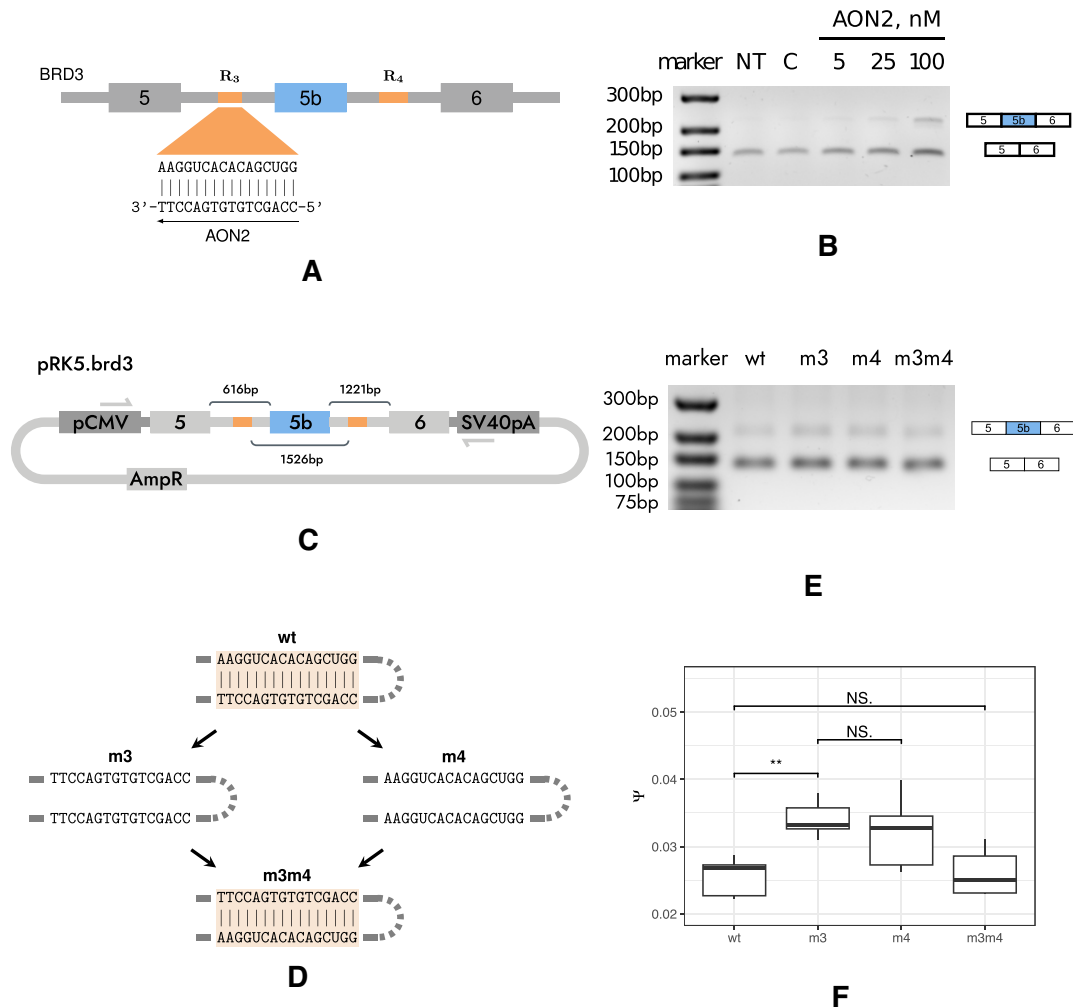 BRD3
R₃
R₄
5
5b
6
AAGGUCACACAGCUGG
3'-TTCCAGTGTGTCGACC-5'
AON2
A
AON2, nM
marker NT C 5 25 100
300bp
200bp
150bp
100bp
5 5b 6
5 6
B
pRK5.brd3
616bp
1221bp
pCMV 5 5b 6 SV40pA
1526bp
AmpR
C
marker wt m3 m4 m3m4
300bp
200bp
150bp
100bp
75bp
5 5b 6
5 6
E
wt
AAGGUCACACAGCUGG
TTCCAGTGTGTCGACC
m3
TTCCAGTGTGTCGACC
TTCCAGTGTGTCGACC
m4
AAGGUCACACAGCUGG
AAGGUCACACAGCUGG
m3m4
TTCCAGTGTGTCGACC
AAGGUCACACAGCUGG
D
NS.
NS.
**
0.05
0.04
0.03
0.02
Ψ
wt m3 m4 m3m4
F